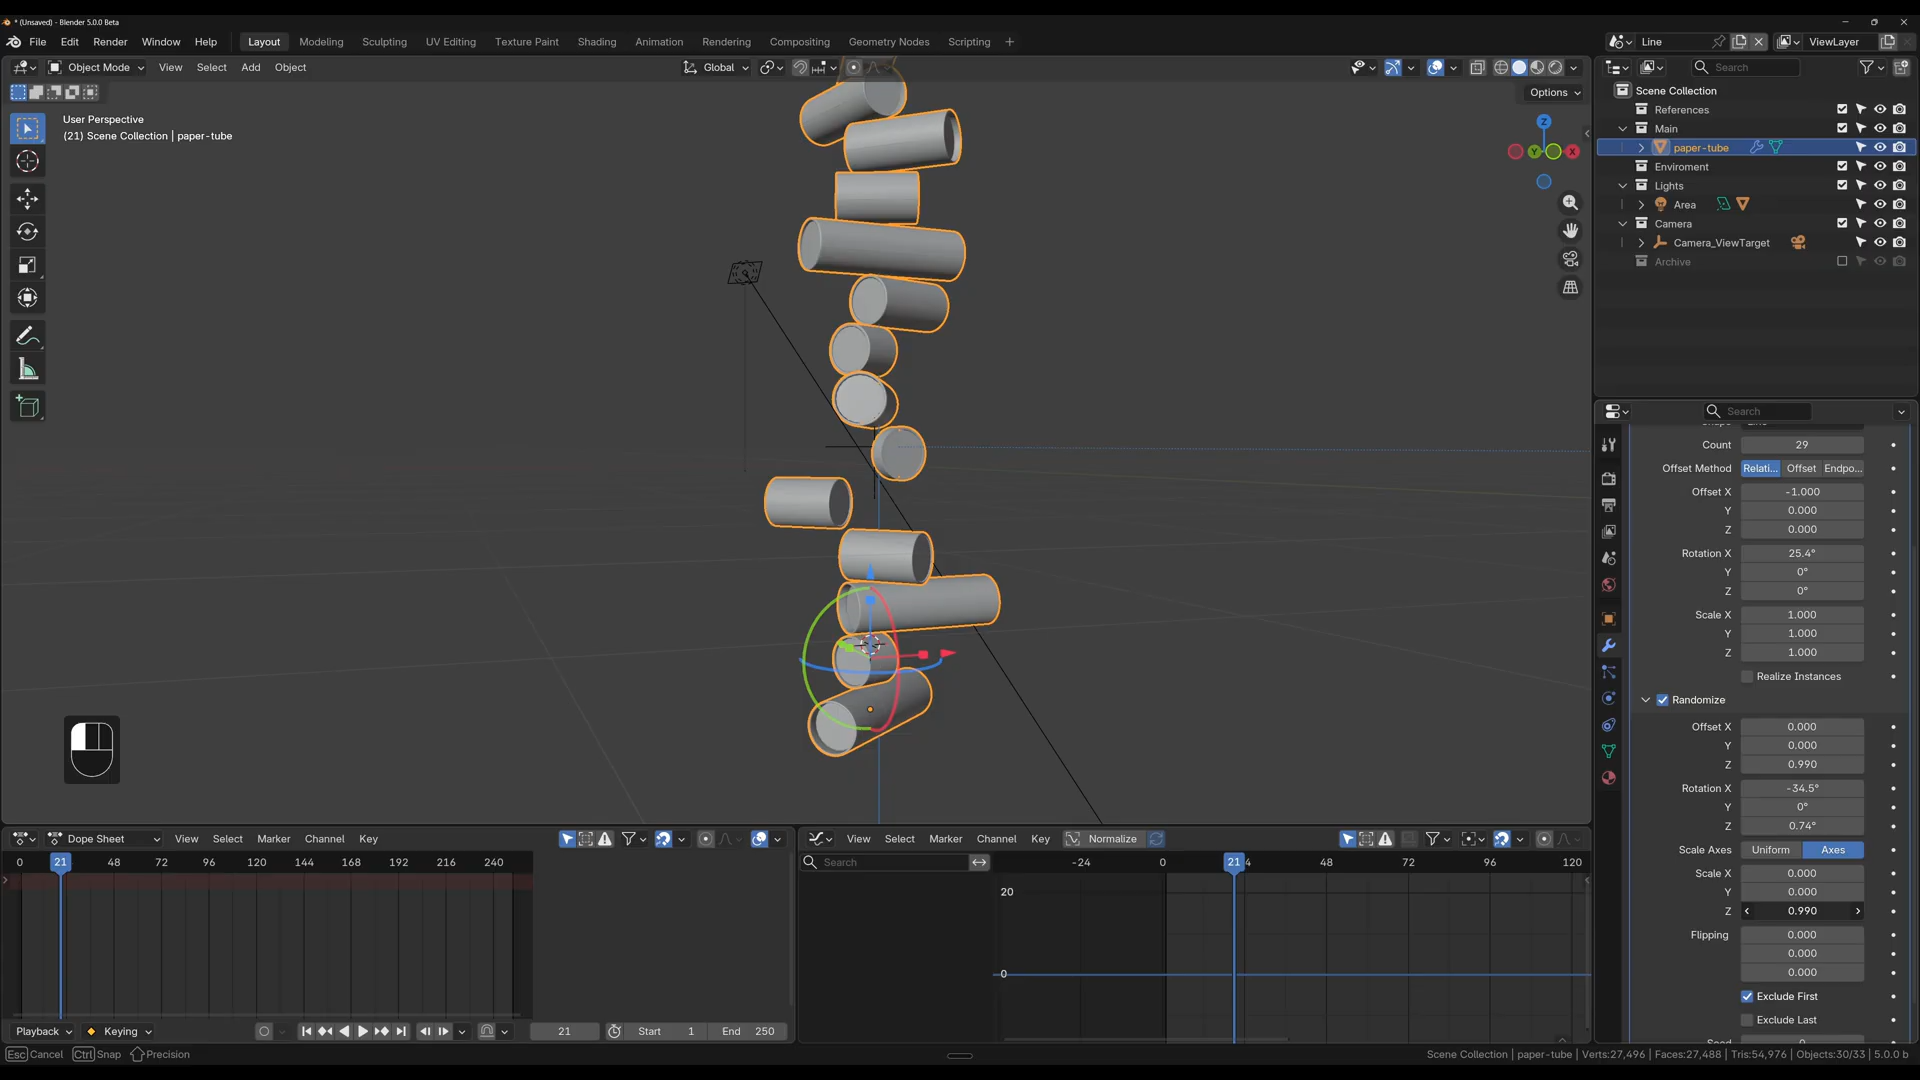 * (Unsaved) - Blender 5.0.0 Beta
File Edit Render Window Help Layout Modeling Sculpting UV Editing Texture Paint Shading Animation Rendering Compositing Geometry Nodes Scripting Line ViewLayer
Object Mode View Select Add Object Global
Options
User Perspective
(21) Scene Collection | paper-tube
Z
Y
X
Search
Scene Collection
References
Main
paper-tube
Enviroment
Lights
Area
Camera
Camera_ViewTarget
Archive
Search
Count 29
Offset Method Relati... Offset Endpo...
Offset X -1.000
Y 0.000
Z 0.000
Rotation X 25.4°
Y 0°
Z 0°
Scale X 1.000
Y 1.000
Z 1.000
Realize Instances
Randomize
Offset X 0.000
Y 0.000
Z 0.990
Rotation X -34.5°
Y 0°
Z 0.74°
Scale Axes Uniform Axes
Scale X 0.000
Y 0.000
Z 0.990
Flipping 0.000
0.000
0.000
Exclude First
Exclude Last
Dope Sheet View Select Marker Channel Key
0 21 48 72 96 120 144 168 192 216 240
View Select Marker Channel Key Normalize
Search
-24 0 21 4 48 72 96 120
20
0
Playback Keying 21 Start 1 End 250
Esc Cancel Ctrl Snap Precision
Scene Collection | paper-tube | Verts:27,496 | Faces:27,488 | Tris:54,976 | Objects:30/33 | 5.0.0 b